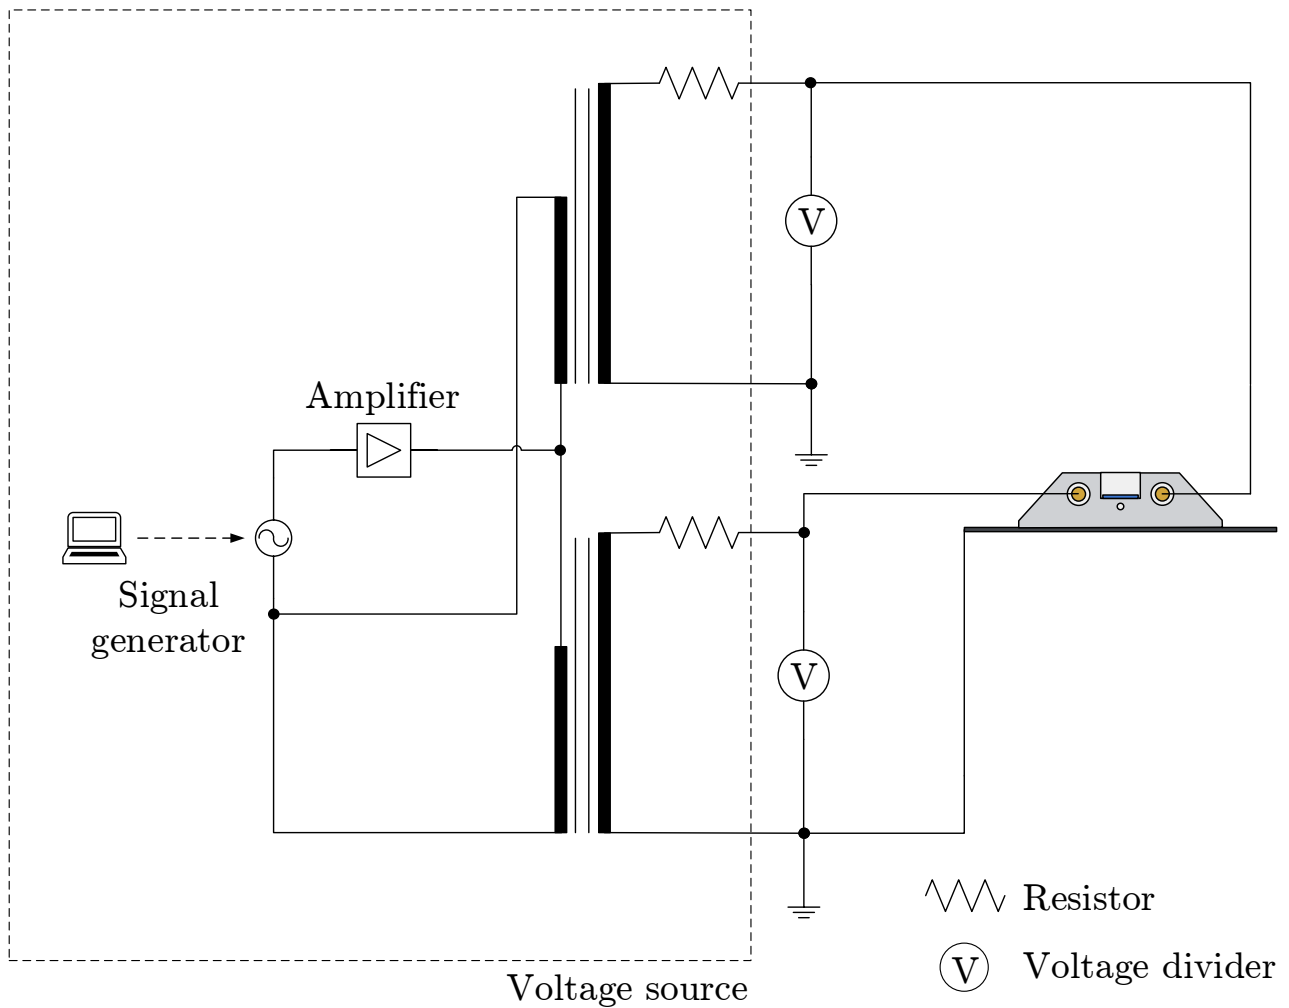 V
Amplifier
Signal
generator
V
Resistor
V
Voltage divider
Voltage source